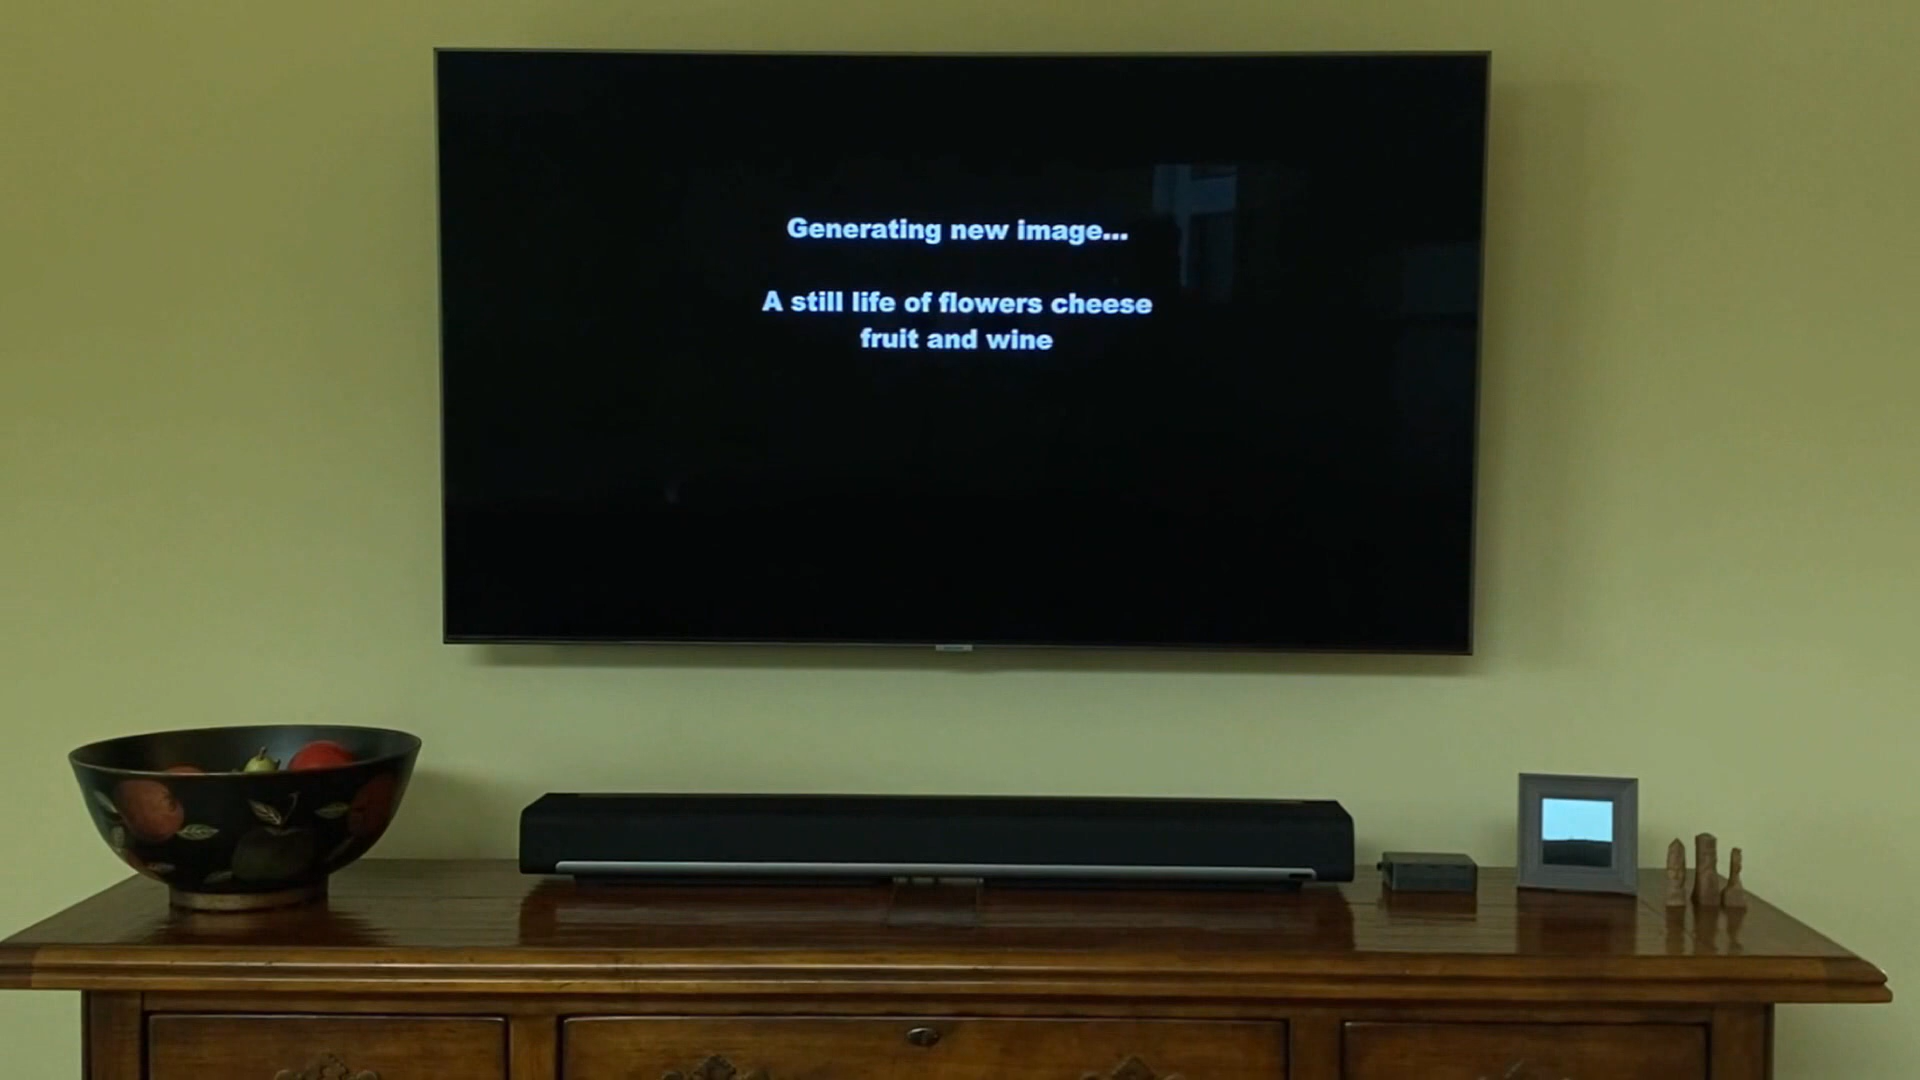 Generating new image...
A still life of flowers cheese
fruit and wine